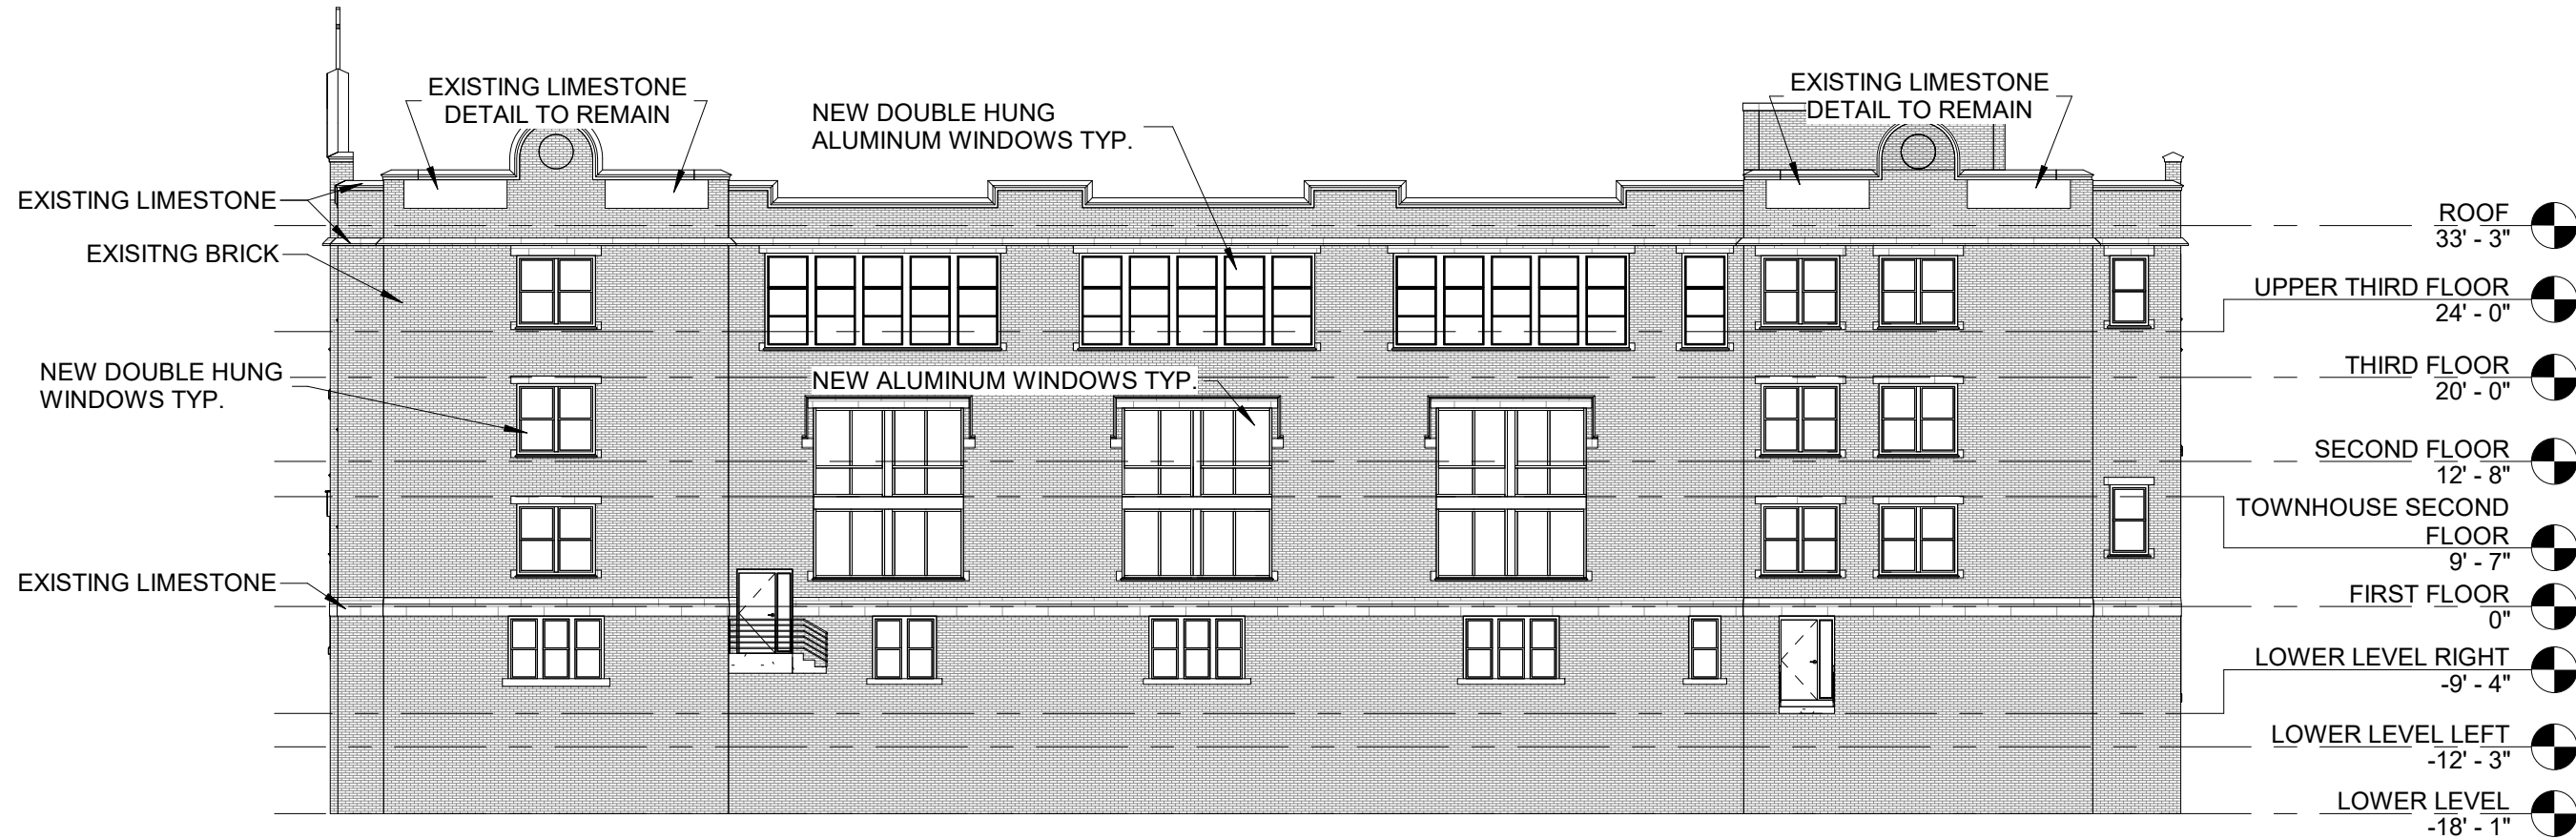 EXISTING LIMESTONE
DETAIL TO REMAIN
NEW DOUBLE HUNG
ALUMINUM WINDOWS TYP.
EXISTING LIMESTONE
DETAIL TO REMAIN
EXISTING LIMESTONE
EXISITNG BRICK
NEW DOUBLE HUNG
WINDOWS TYP.
NEW ALUMINUM WINDOWS TYP.
EXISTING LIMESTONE
ROOF
33' - 3"
UPPER THIRD FLOOR
24' - 0"
THIRD FLOOR
20' - 0"
SECOND FLOOR
12' - 8"
TOWNHOUSE SECOND
FLOOR
9' - 7"
FIRST FLOOR
0"
LOWER LEVEL RIGHT
-9' - 4"
LOWER LEVEL LEFT
-12' - 3"
LOWER LEVEL
-18' - 1"